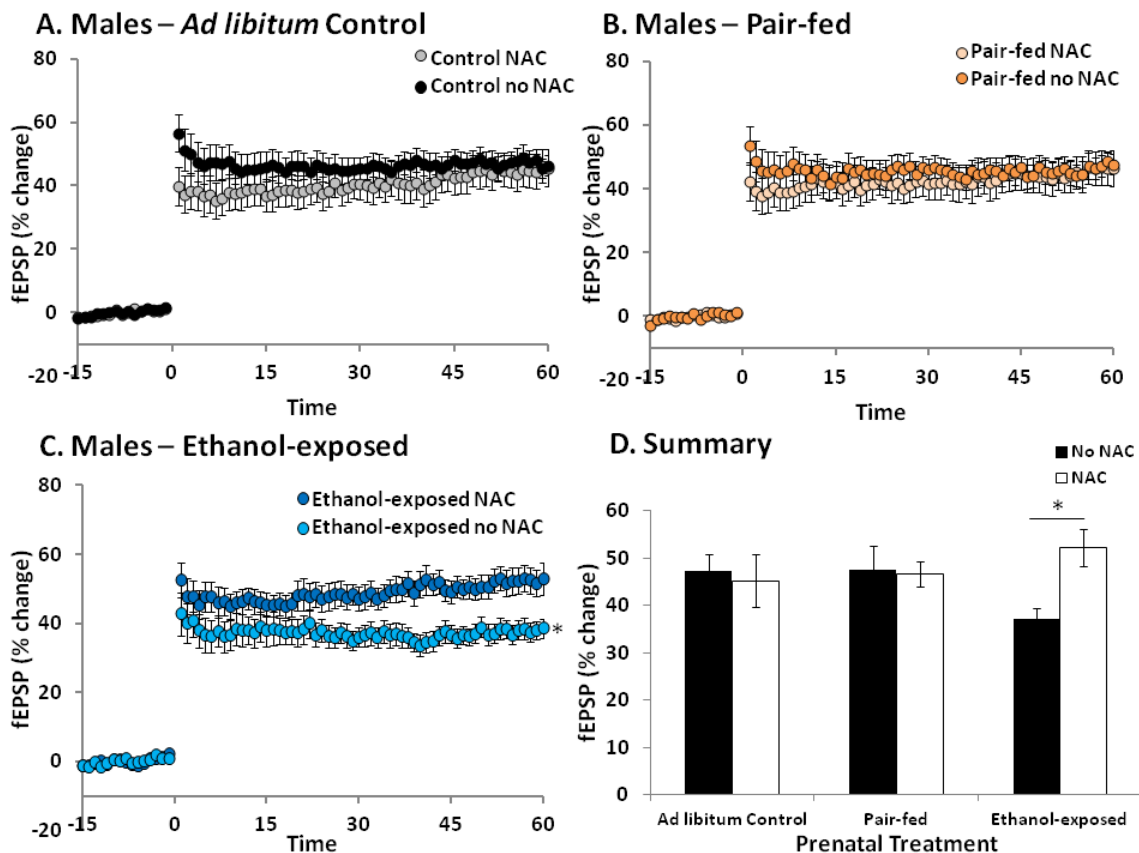 A. Males – Ad libitum Control
Control NAC
Control no NAC
fEPSP (% change)
80
60
40
20
0
-20
-15
0
15
30
45
60
Time
B. Males – Pair-fed
Pair-fed NAC
Pair-fed no NAC
fEPSP (% change)
80
60
40
20
0
-20
-15
0
15
30
45
60
Time
C. Males – Ethanol-exposed
Ethanol-exposed NAC
Ethanol-exposed no NAC
fEPSP (% change)
80
60
40
20
0
-20
*
-15
0
15
30
45
60
Time
D. Summary
No NAC
NAC
fEPSP (% change)
60
50
40
30
20
10
0
*
Ad libitum Control
Pair-fed
Ethanol-exposed
Prenatal Treatment